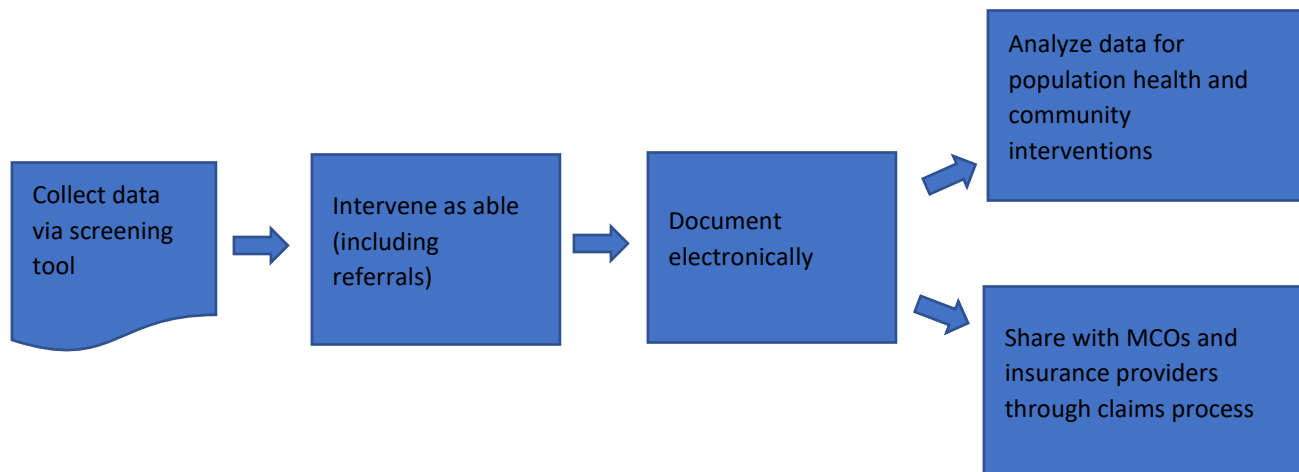 Collect data
via screening
tool
Intervene as able
(including
referrals)
Document
electronically
Analyze data for
population health and
community
interventions
Share with MCOs and
insurance providers
through claims process